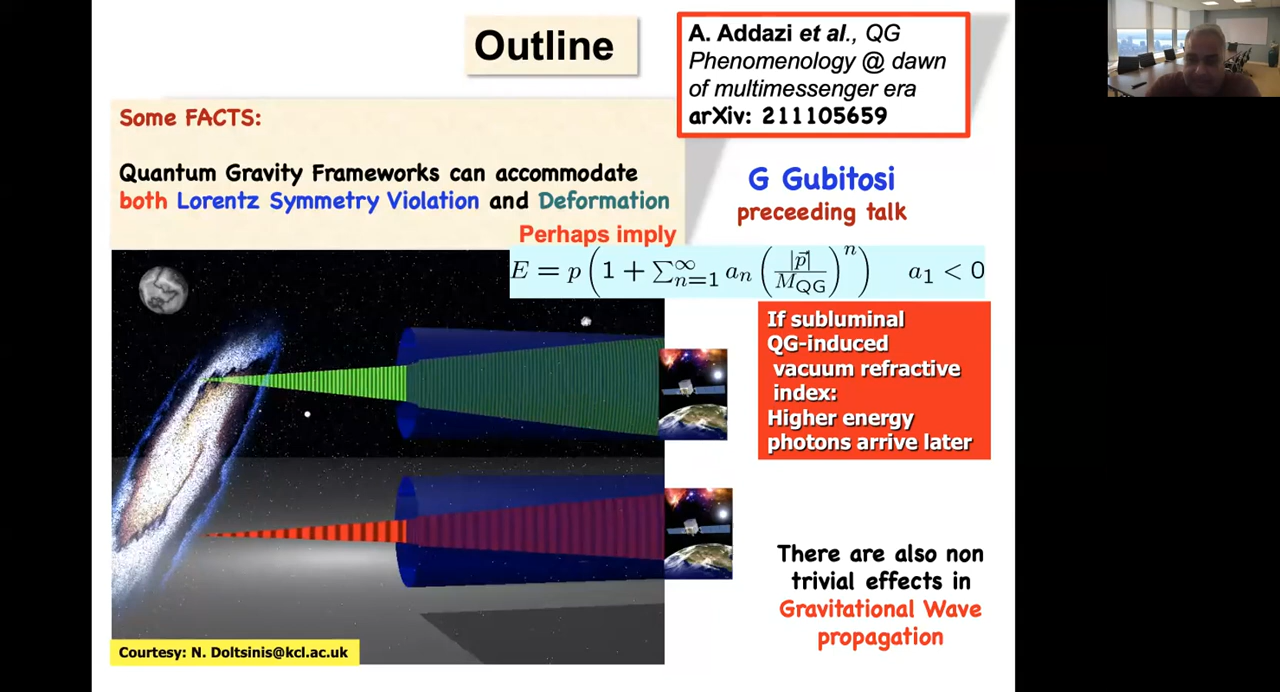 Outline
A. Addazi et al., QG
Phenomenology @ dawn
of multimessenger era
arXiv: 211105659
Some FACTS:
Quantum Gravity Frameworks can accommodate
both Lorentz Symmetry Violation and Deformation
G Gubitosi
preceeding talk
Perhaps imply
E = p(1 + ∑_{n=1}^{∞} a_n (|p⃗|/M_QG)^n)    a_1 < 0
If subluminal
QG-induced
vacuum refractive
index:
Higher energy
photons arrive later
There are also non
trivial effects in
Gravitational Wave
propagation
Courtesy: N. Doltsinis@kcl.ac.uk